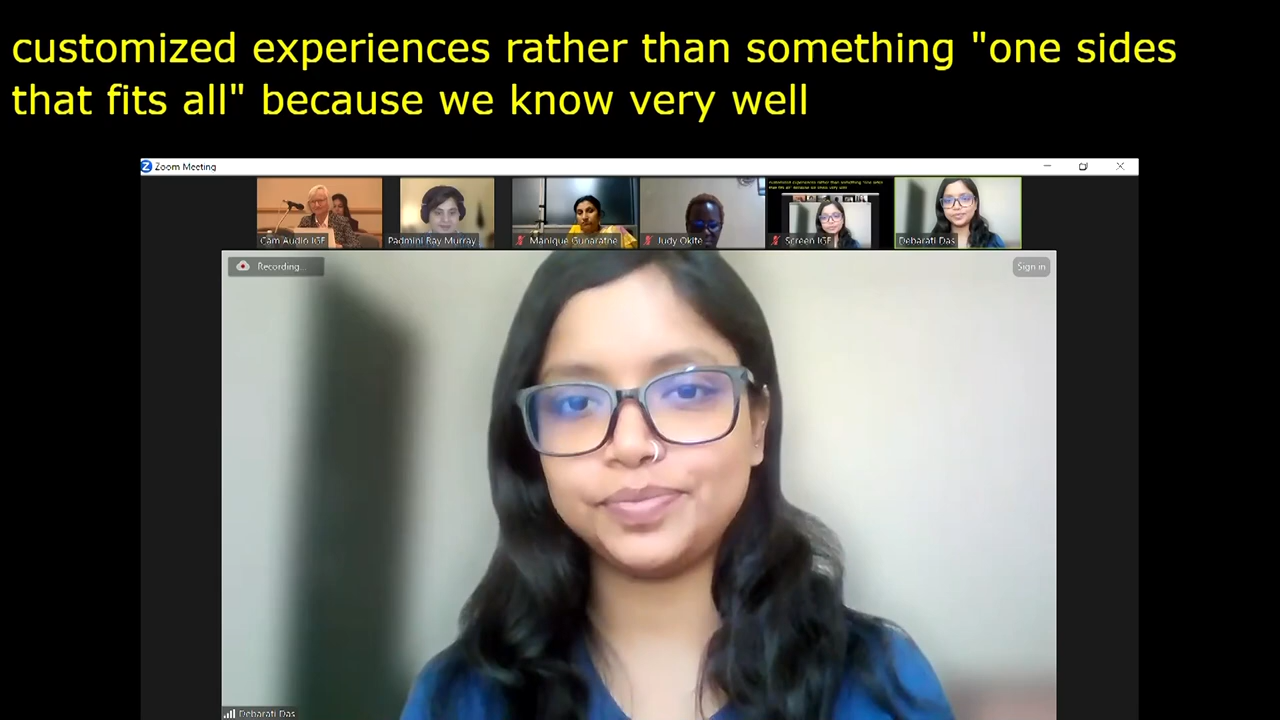 customized experiences rather than something "one sides
that fits all" because we know very well
Zoom Meeting
Cam Audio IGF
Padmini Ray Murray
Manique Gunaratne
Judy Okite
Screen IGF
Debarati Das
Recording...
Sign in
Debarati Das